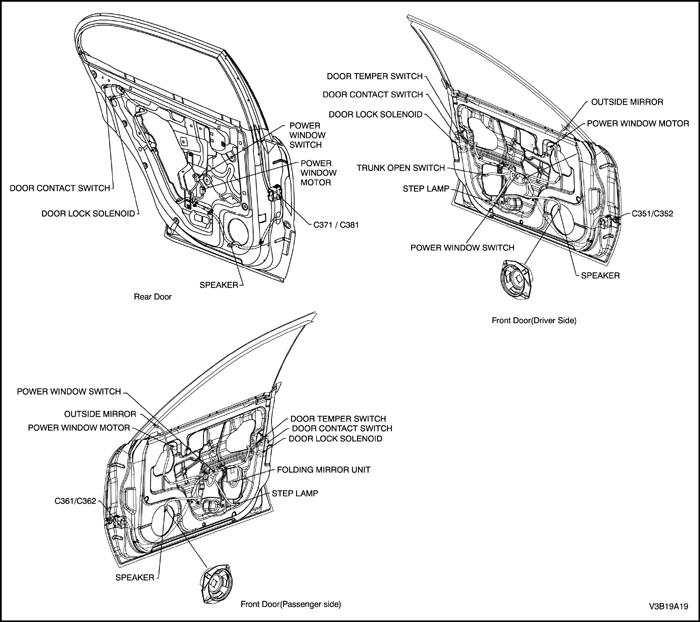 POWER
WINDOW
SWITCH
POWER
WINDOW
MOTOR
DOOR CONTACT SWITCH
DOOR LOCK SOLENOID
C371 / C381
SPEAKER
Rear Door
DOOR TEMPER SWITCH
DOOR CONTACT SWITCH
DOOR LOCK SOLENOID
OUTSIDE MIRROR
POWER WINDOW MOTOR
TRUNK OPEN SWITCH
STEP LAMP
C351/C352
POWER WINDOW SWITCH
SPEAKER
Front Door(Driver Side)
POWER WINDOW SWITCH
OUTSIDE MIRROR
POWER WINDOW MOTOR
DOOR TEMPER SWITCH
DOOR CONTACT SWITCH
DOOR LOCK SOLENOID
FOLDING MIRROR UNIT
STEP LAMP
C361/C362
SPEAKER
Front Door(Passenger side)
V3B19A19